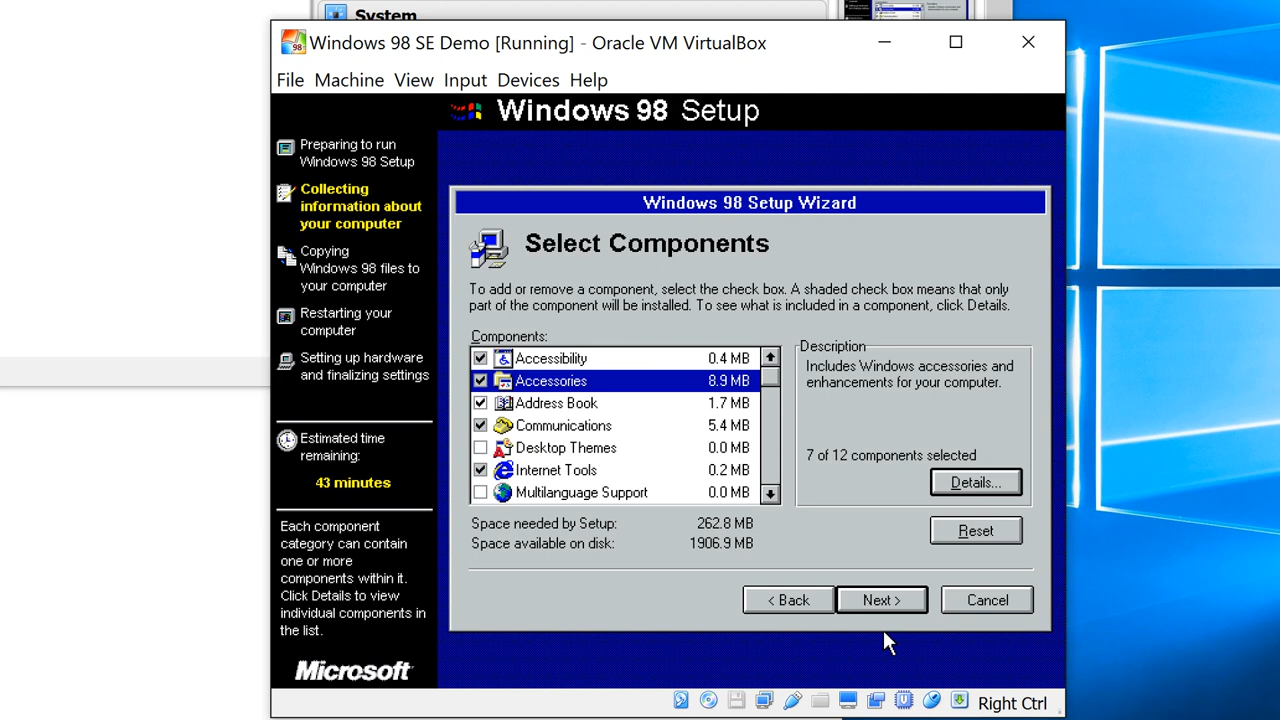 System
Windows 98 SE Demo [Running] - Oracle VM VirtualBox
File Machine View Input Devices Help
Windows 98 Setup
Preparing to run
Windows 98 Setup
Collecting
information about
your computer
Copying
Windows 98 files to
your computer
Restarting your
computer
Setting up hardware
and finalizing settings
Estimated time
remaining:
43 minutes
Each component
category can contain
one or more
components within it.
Click Details to view
individual components in
the list.
Microsoft
Windows 98 Setup Wizard
Select Components
To add or remove a component, select the check box. A shaded check box means that only
part of the component will be installed. To see what is included in a component, click Details.
Components:
Accessibility 0.4 MB
Accessories 8.9 MB
Address Book 1.7 MB
Communications 5.4 MB
Desktop Themes 0.0 MB
Internet Tools 0.2 MB
Multilanguage Support 0.0 MB
Description
Includes Windows accessories and
enhancements for your computer.
7 of 12 components selected
Details...
Space needed by Setup: 262.8 MB
Space available on disk: 1906.9 MB
Reset
< Back Next > Cancel
Right Ctrl